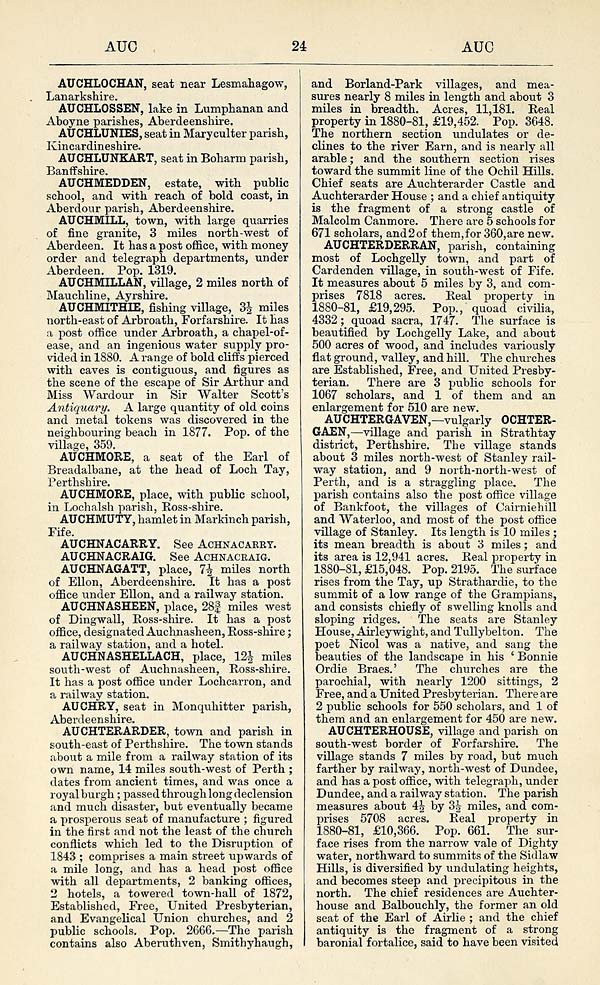 AUC
24
AUC
AUCHLOCHAN, seat near Lesmahagow,
Lanarkshire.
AUCHLOSSEN, lake in Lumphanan and
Aboyne parishes, Aberdeenshire.
AUCHLUNIES, seat in Maryculter parish,
Kincardineshire.
AUCHLUNKART, seat in Boharm parish,
Banffshire.
AUCHMEDDEN, estate, with public
school, and with reach of bold coast, in
Aberdour parish, Aberdeenshire.
AUCHMILL, town, with large quarries
of fine granite, 3 miles north-west of
Aberdeen. It has a post office, with money
order and telegraph departments, under
Aberdeen. Pop. 1319.
AUCHMILLAN, village, 2 miles north of
Mauchline, Ayrshire.
AUCHMITHIE, fishing village, 3½ miles
north-east of Arbroath, Forfarshire. It has
a post office under Arbroath, a chapel-of-
ease, and an ingenious water supply pro-
vided in 1880. A range of bold cliffs pierced
with caves is contiguous, and figures as
the scene of the escape of Sir Arthur and
Miss Wardour in Sir Walter Scott's
Antiquary. A large quantity of old coins
and metal tokens was discovered in the
neighbouring beach in 1877. Pop. of the
village, 359.
AUCHMORE, a seat of the Earl of
Breadalbane, at the head of Loch Tay,
Perthshire.
AUCHMORE, place, with public school,
in Lochalsh parish, Ross-shire.
AUCHMUTY, hamlet in Markinch parish,
Fife.
AUCHNACARRY. See ACHNACARRY.
AUCHNACRAIG. See ACHNACRAIG.
AUCHNAGATT, place, 7½ miles north
of Ellon, Aberdeenshire. It has a post
office under Ellon, and a railway station.
AUCHNASHEEN, place, 28¾ miles west
of Dingwall, Ross-shire. It has a post
office, designated Auchnasheen, Ross-shire;
a railway station, and a hotel.
AUCHNASHELLACH, place, 12½ miles
south-west of Auchnasheen, Ross-shire.
It has a post office under Lochcarron, and
a railway station.
AUCHRY, seat in Monquhitter parish,
Aberdeenshire.
AUCHTERARDER, town and parish in
south-east of Perthshire. The town stands
about a mile from a railway station of its
own name, 14 miles south-west of Perth;
dates from ancient times, and was once a
royal burgh; passed through long declension
and much disaster, but eventually became
a prosperous seat of manufacture; figured
in the first and not the least of the church
conflicts which led to the Disruption of
1843; comprises a main street upwards of
a mile long, and has a head post office
with all departments, 2 banking offices,
2 hotels, a towered town-hall of 1872,
Established, Free, United Presbyterian,
and Evangelical Union churches, and 2
public schools. Pop. 2666.—The parish
contains also Aberuthven, Smithyhaugh,
and Borland-Park villages, and mea-
sures nearly 8 miles in length and about 3
miles in breadth. Acres, 11,181. Real
property in 1880-81, £19,452. Pop. 3648.
The northern section undulates or de-
clines to the river Earn, and is nearly all
arable; and the southern section rises
toward the summit line of the Ochil Hills.
Chief seats are Auchterarder Castle and
Auchterarder House; and a chief antiquity
is the fragment of a strong castle of
Malcolm Canmore. There are 5 schools for
671 scholars, and 2 of them, for 360, are new.
AUCHTERDERRAN, parish, containing
most of Lochgelly town, and part of
Cardenden village, in south-west of Fife.
It measures about 5 miles by 3, and com-
prises 7818 acres. Real property in
1880-81, £19,295. Pop., quoad civilia,
4332; quoad sacra, 1747. The surface is
beautified by Lochgelly Lake, and about
500 acres of wood, and includes variously
flat ground, valley, and hill. The churches
are Established, Free, and United Presby-
terian. There are 3 public schools for
1067 scholars, and 1 of them and an
enlargement for 510 are new.
AUCHTERGAVEN,—vulgarly OCHTER-
GAEN,—village and parish in Strathtay
district, Perthshire. The village stands
about 3 miles north-west of Stanley rail-
way station, and 9 north-north-west of
Perth, and is a straggling place. The
parish contains also the post office village
of Bankfoot, the villages of Cairniehill
and Waterloo, and most of the post office
village of Stanley. Its length is 10 miles;
its mean breadth is about 3 miles; and
its area is 12,941 acres. Real property in
1880-81, £15,048. Pop. 2195. The surface
rises from the Tay, up Strathardie, to the
summit of a low range of the Grampians,
and consists chiefly of swelling knolls and
sloping ridges. The seats are Stanley
House, Airleywight, and Tullybelton. The
poet Nicol was a native, and sang the
beauties of the landscape in his 'Bonnie
Ordie Braes.' The churches are the
parochial, with nearly 1200 sittings, 2
Free, and a United Presbyterian. There are
2 public schools for 550 scholars, and 1 of
them and an enlargement for 450 are new.
AUCHTERHOUSE, village and parish on
south-west border of Forfarshire. The
village stands 7 miles by road, but much
farther by railway, north-west of Dundee,
and has a post office, with telegraph, under
Dundee, and a railway station. The parish
measures about 4½ by 3½ miles, and com-
prises 5708 acres. Real property in
1880-81, £10,366. Pop. 661. The sur-
face rises from the narrow vale of Dighty
water, northward to summits of the Sidlaw
Hills, is diversified by undulating heights,
and becomes steep and precipitous in the
north. The chief residences are Auchter-
house and Balbouchly, the former an old
seat of the Earl of Airlie; and the chief
antiquity is the fragment of a strong
baronial fortalice, said to have been visited